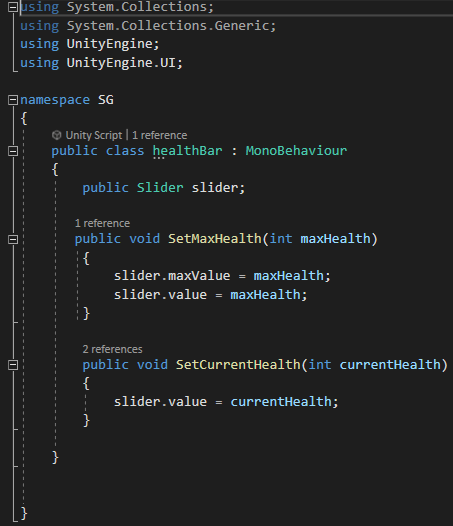 using System.Collections;
using System.Collections.Generic;
using UnityEngine;
using UnityEngine.UI;
namespace SG
{
Unity Script | 1 reference
public class healthBar : MonoBehaviour
{
public Slider slider;
1 reference
public void SetMaxHealth(int maxHealth)
{
slider.maxValue = maxHealth;
slider.value = maxHealth;
}
2 references
public void SetCurrentHealth(int currentHealth)
{
slider.value = currentHealth;
}
}
}